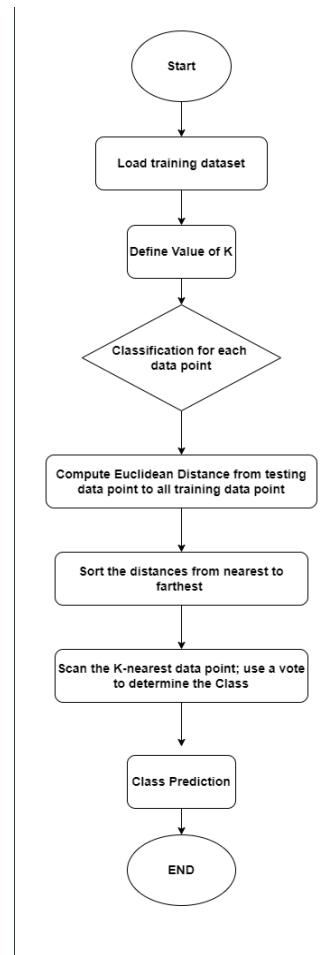 Start
Load training dataset
Define Value of K
Classification for each
data point
Compute Euclidean Distance from testing
data point to all training data point
Sort the distances from nearest to
farthest
Scan the K-nearest data point; use a vote
to determine the Class
Class Prediction
END